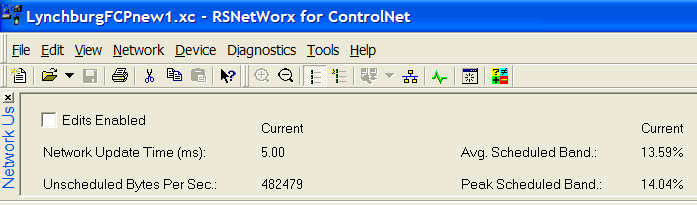 LynchburgFCPnew1.xc - RSNetWorx for ControlNet
File Edit View Network Device Diagnostics Tools Help
Network Us
Edits Enabled
Current Current
Network Update Time (ms): 5.00 Avg. Scheduled Band.: 13.59%
Unscheduled Bytes Per Sec.: 482479 Peak Scheduled Band.: 14.04%